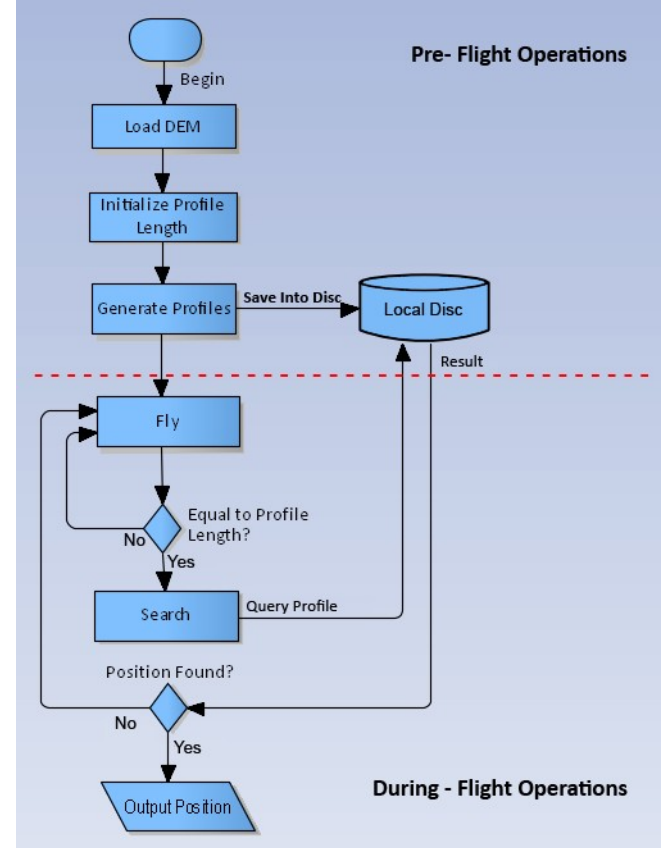 Pre- Flight Operations
Begin
Load DEM
Initialize Profile
Length
Generate Profiles
Save Into Disc
Local Disc
Result
Fly
Equal to Profile
Length?
No
Yes
Search
Query Profile
Position Found?
No
Yes
Output Position
During - Flight Operations